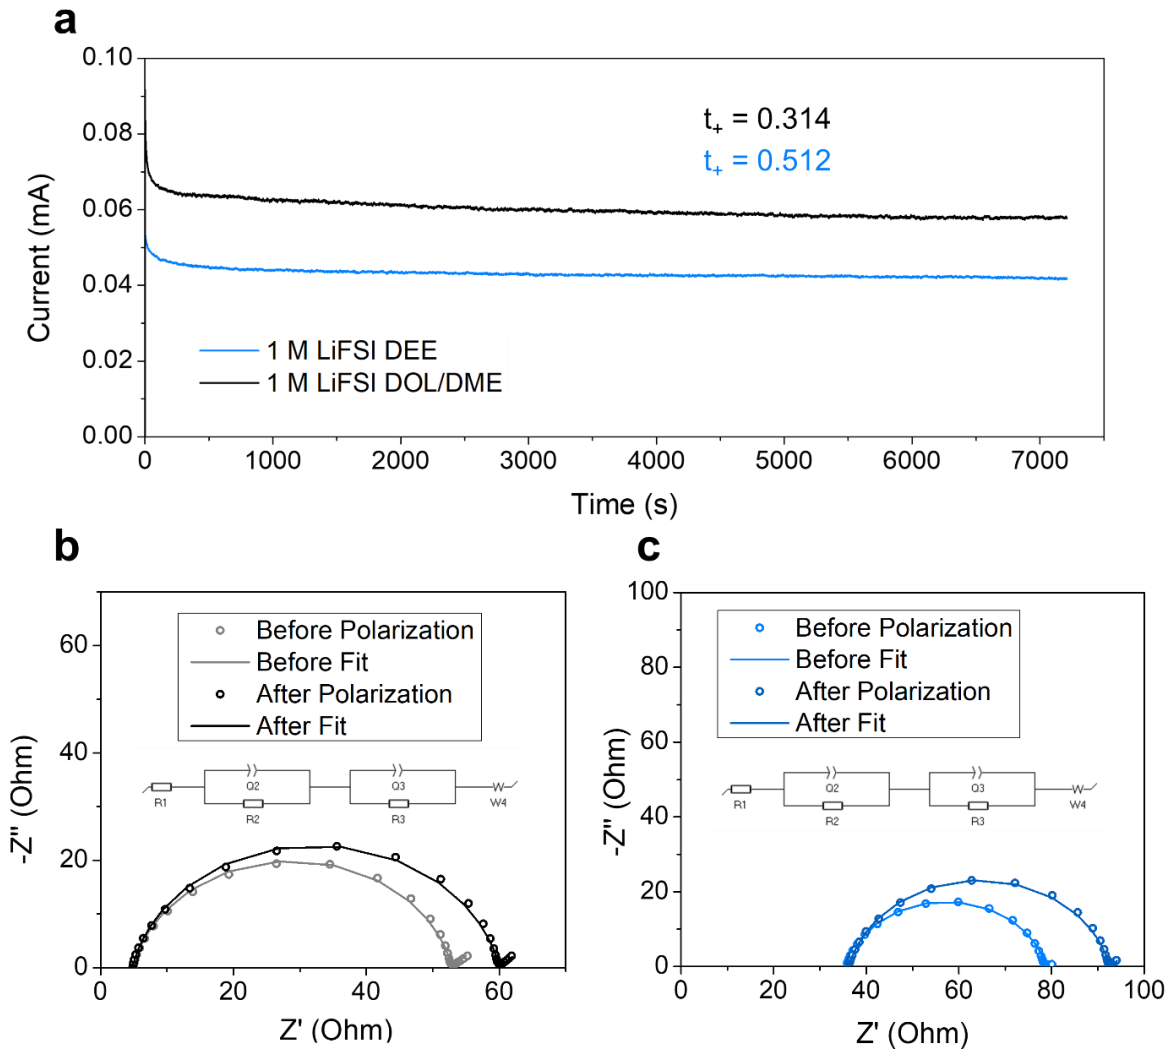 a
0.10
0.08
0.06
0.04
0.02
0.00
Current (mA)
t+ = 0.314
t+ = 0.512
1 M LiFSI DEE
1 M LiFSI DOL/DME
0 1000 2000 3000 4000 5000 6000 7000
Time (s)
b
60
40
20
0
-Z" (Ohm)
Before Polarization
Before Fit
After Polarization
After Fit
R1 Q2 R2 Q3 R3 W W4
0 20 40 60
Z' (Ohm)
c
100
80
60
40
20
0
-Z" (Ohm)
Before Polarization
Before Fit
After Polarization
After Fit
R1 Q2 R2 Q3 R3 W W4
0 20 40 60 80 100
Z' (Ohm)